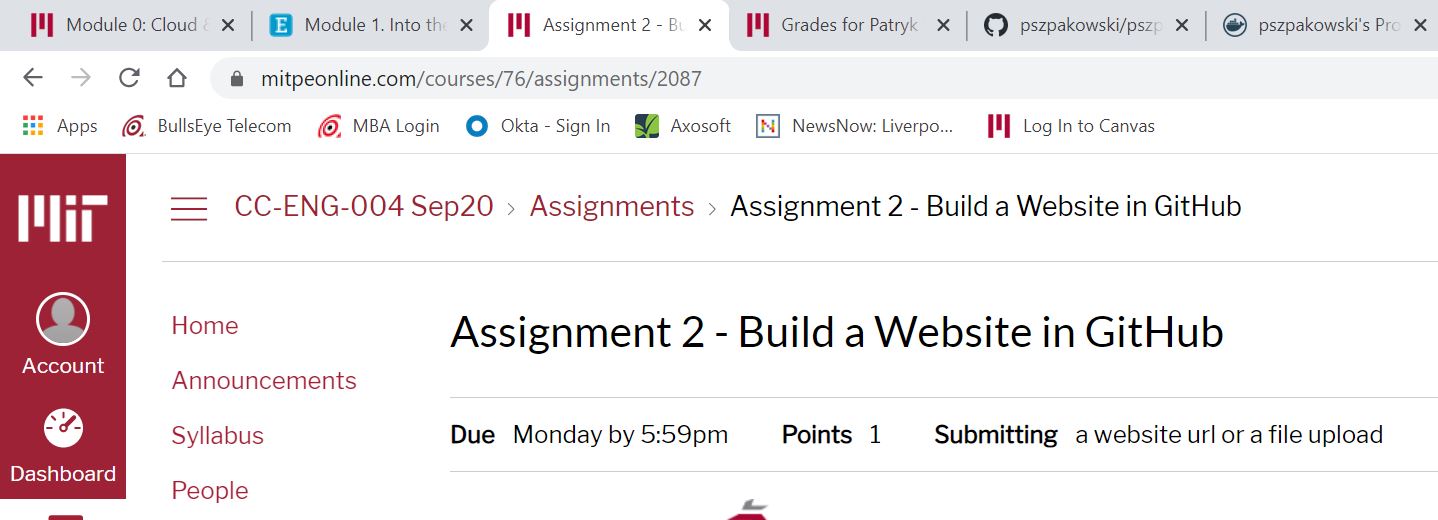 Module 0: Cloud & Module 1. Into the Assignment 2 - Bu Grades for Patryk pszpakowski/pszp pszpakowski's Pro
mitpeonline.com/courses/76/assignments/2087
Apps BullsEye Telecom MBA Login Okta - Sign In Axosoft NewsNow: Liverpo... Log In to Canvas
MIT
CC-ENG-004 Sep20 > Assignments > Assignment 2 - Build a Website in GitHub
Account
Dashboard
Home
Announcements
Syllabus
People
Assignment 2 - Build a Website in GitHub
Due Monday by 5:59pm Points 1 Submitting a website url or a file upload